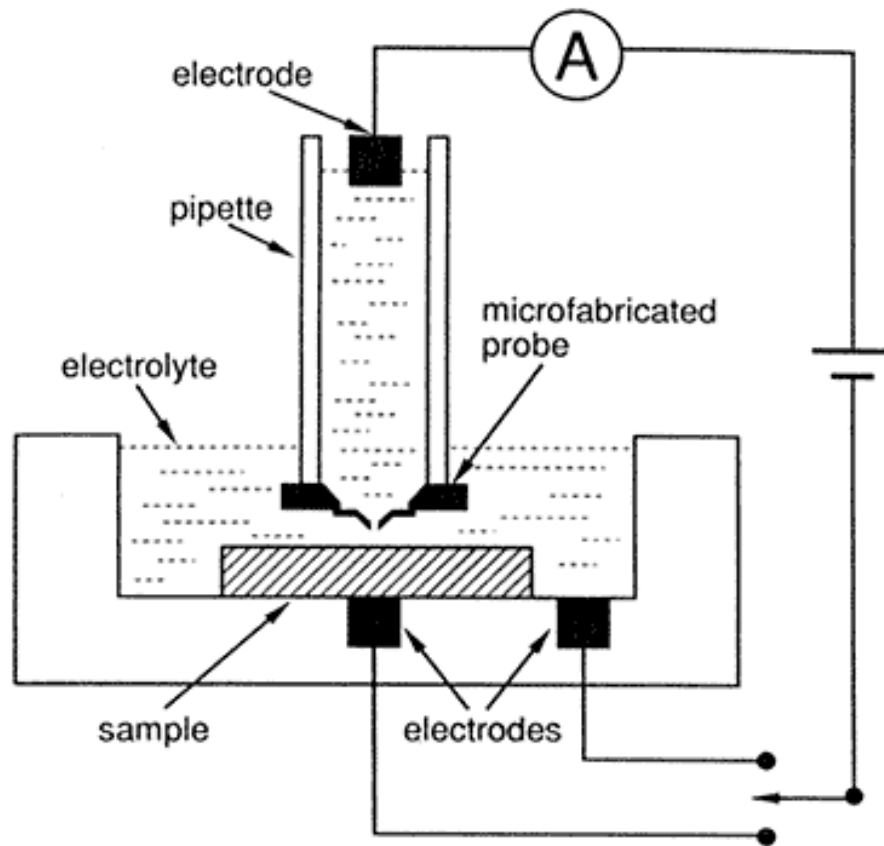 A
electrode
pipette
microfabricated
probe
electrolyte
sample
electrodes